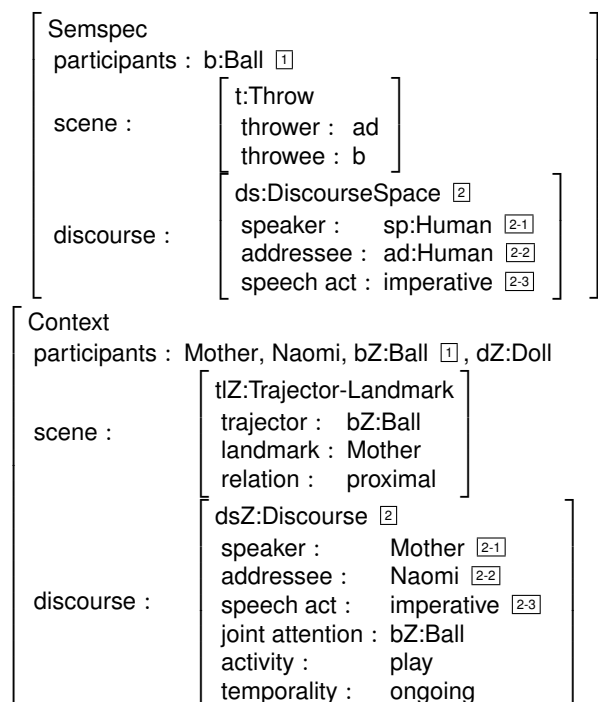 Semspec
participants : b:Ball 1
t:Throw
scene : thrower : ad
throwee : b
ds:DiscourseSpace 2
speaker : sp:Human 2-1
discourse : addressee : ad:Human 2-2
speech act : imperative 2-3
Context
participants : Mother, Naomi, bZ:Ball 1 , dZ:Doll
tlZ:Trajector-Landmark
trajector : bZ:Ball
scene : landmark : Mother
relation : proximal
dsZ:Discourse 2
speaker : Mother 2-1
addressee : Naomi 2-2
discourse : speech act : imperative 2-3
joint attention : bZ:Ball
activity : play
temporality : ongoing